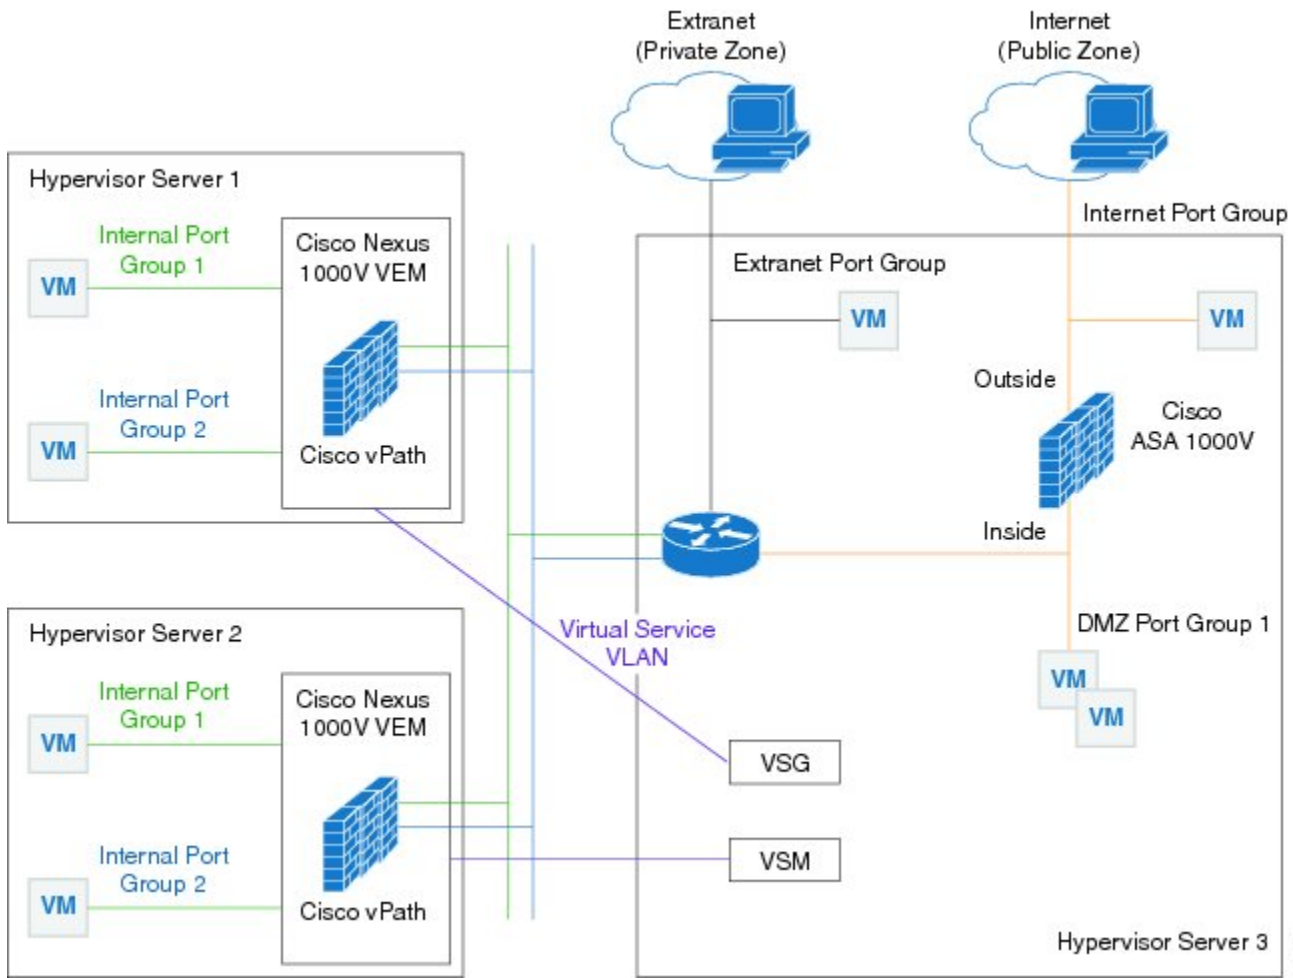 Extranet
(Private Zone)
Internet
(Public Zone)
Hypervisor Server 1
Internal Port
Group 1
VM
Internal Port
Group 2
VM
Cisco Nexus
1000V VEM
Cisco vPath
Internet Port Group
Extranet Port Group
VM
VM
Outside
Cisco
ASA 1000V
Inside
DMZ Port Group 1
VM
VM
Virtual Service
VLAN
Hypervisor Server 2
Internal Port
Group 1
VM
Internal Port
Group 2
VM
Cisco Nexus
1000V VEM
Cisco vPath
VSG
VSM
Hypervisor Server 3